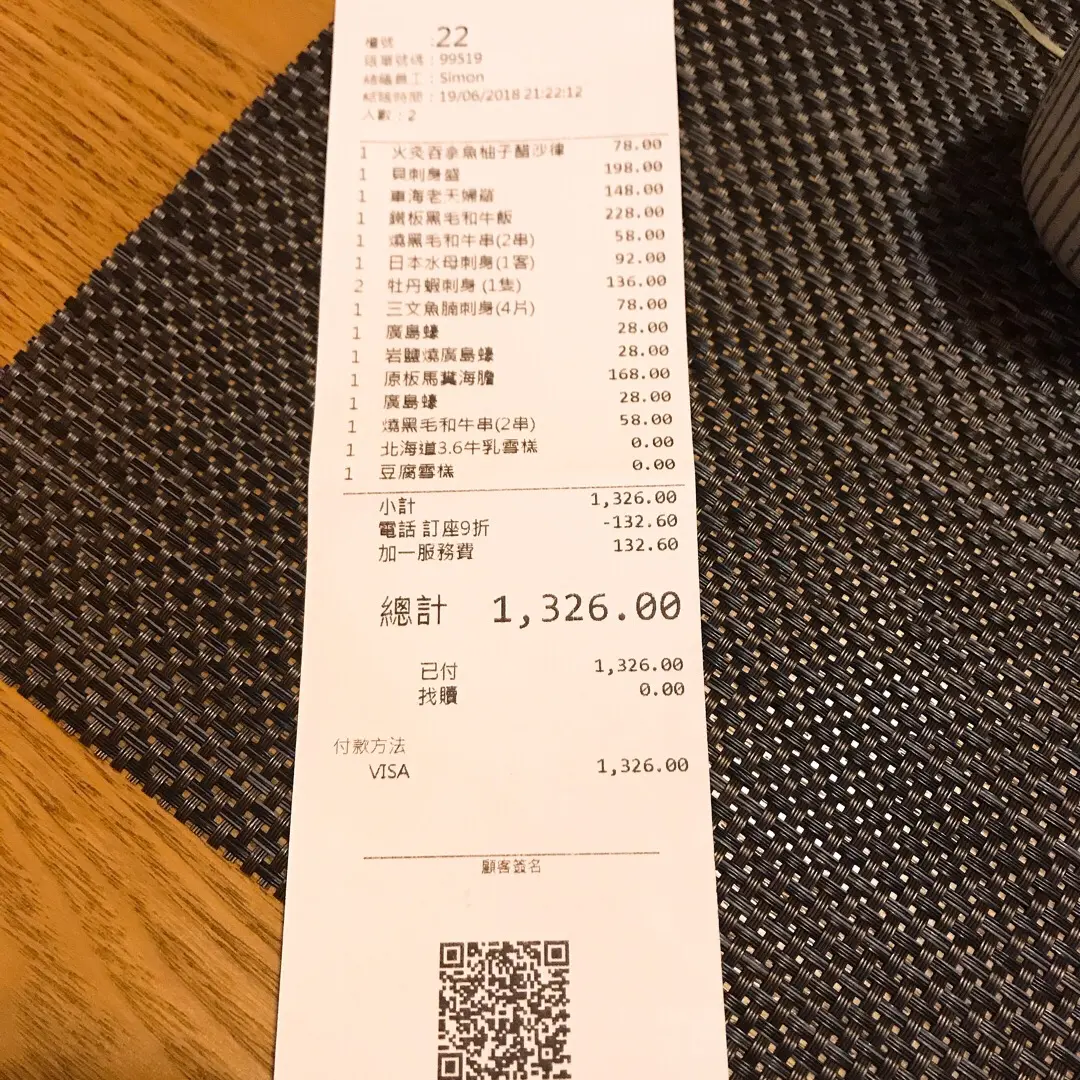 檯號 :22
賬單號碼 : 99519
結賬員工 : Simon
結賬時間 : 19/06/2018 21:22:12
人數 : 2
1 火炙吞拿魚柚子醋沙律 78.00
1 貝刺身盛 198.00
1 車海老天婦羅 148.00
1 鐵板黑毛和牛飯 228.00
1 燒黑毛和牛串(2串) 58.00
1 日本水母刺身(1客) 92.00
2 牡丹蝦刺身 (1隻) 136.00
1 三文魚腩刺身(4片) 78.00
1 廣島蠔 28.00
1 岩鹽燒廣島蠔 28.00
1 原板馬糞海膽 168.00
1 廣島蠔 28.00
1 燒黑毛和牛串(2串) 58.00
1 北海道3.6牛乳雪糕 0.00
1 豆腐雪糕 0.00
小計 1,326.00
電話 訂座9折 -132.60
加一服務費 132.60
總計 1,326.00
已付 1,326.00
找贖 0.00
付款方法
VISA 1,326.00
顧客簽名